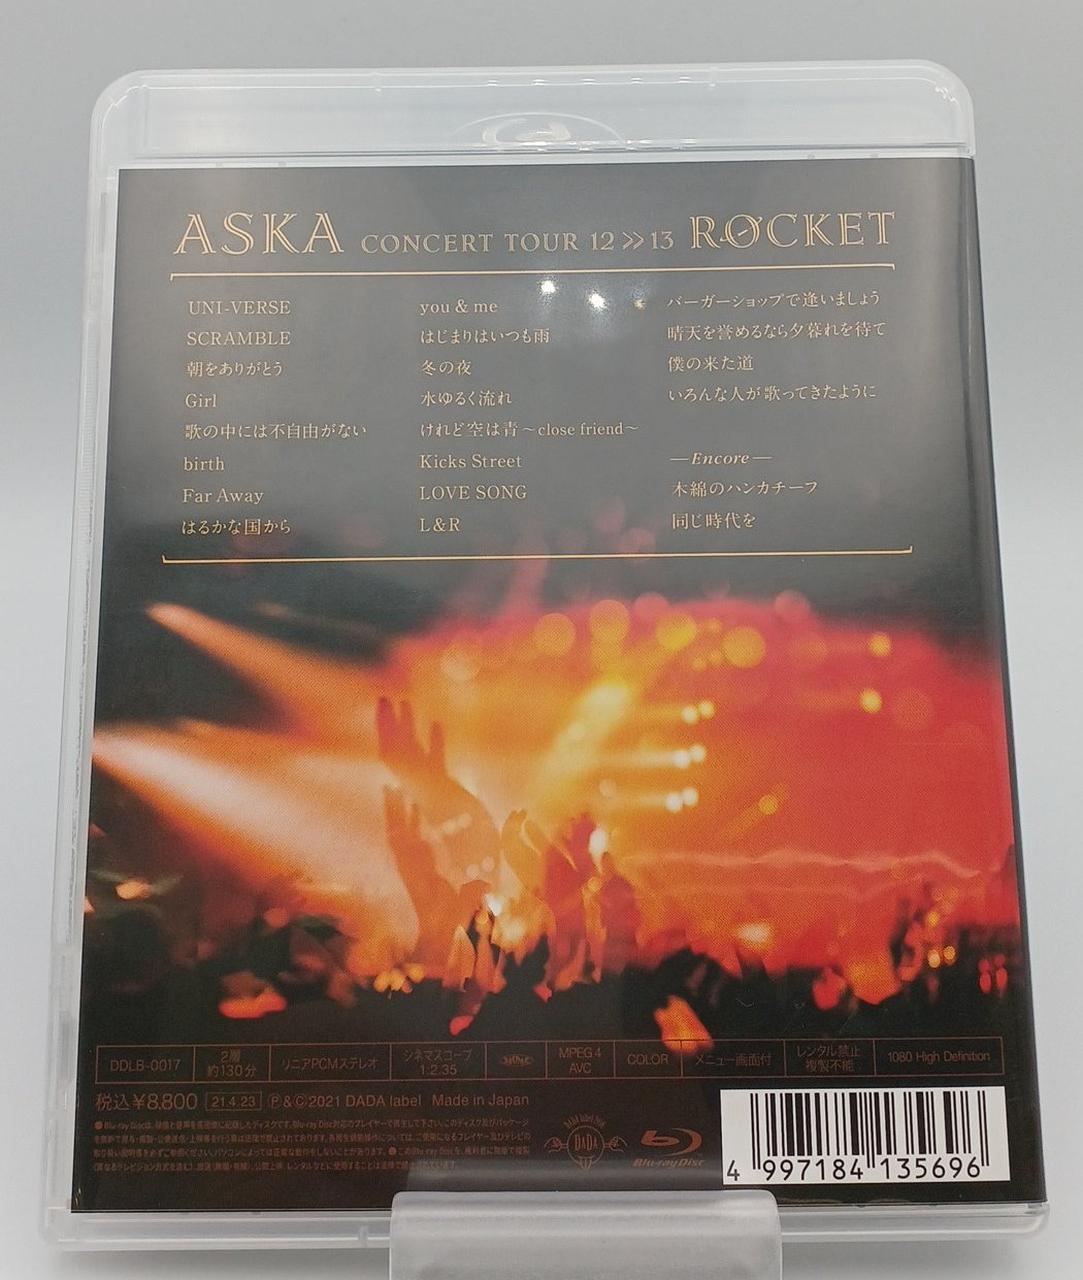 ASKA CONCERT TOUR 12≫13 ROCKET
UNI-VERSE
SCRAMBLE
朝をありがとう
Girl
歌の中には不自由がない
birth
Far Away
はるかな国から
you & me
はじまりはいつも雨
冬の夜
水ゆるく流れ
けれど空は青～close friend～
Kicks Street
LOVE SONG
L&R
バーガーショップで逢いましょう
晴天を誉めるなら夕暮れを待て
僕の来た道
いろんな人が歌ってきたように
—Encore—
木綿のハンカチーフ
同じ時代を
DDLB-0017
2層
約130分
リニアPCMステレオ
シネマスコープ
1:2.35
MPEG4
AVC
COLOR
メニュー画面付
レンタル禁止
複製不能
1080 High Definition
税込¥8,800 21.4.23 Ⓟ&Ⓒ2021 DADA label Made in Japan
DADA
Blu-ray Disc
4 997184 135696